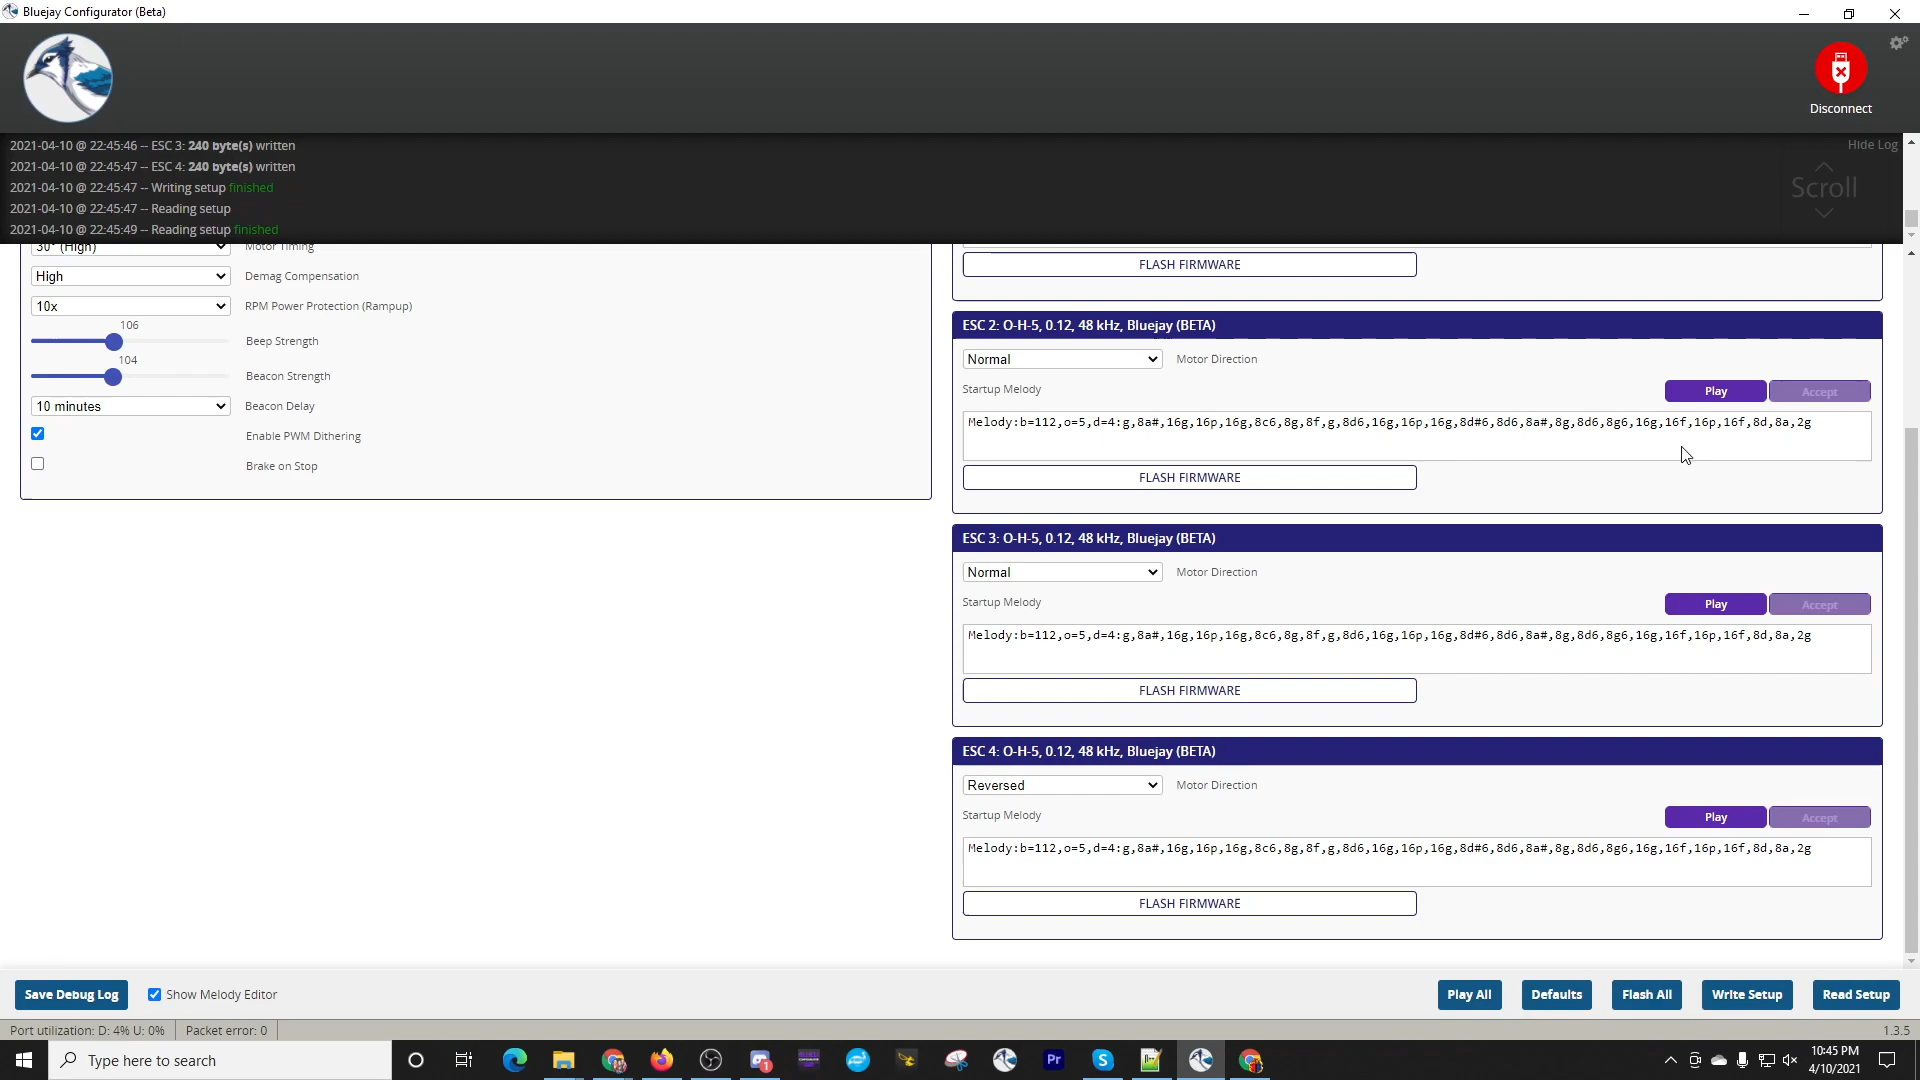 Bluejay Configurator (Beta)
Disconnect
2021-04-10 @ 22:45:46 -- ESC 3: 240 byte(s) written
Hide Log
2021-04-10 @ 22:45:47 -- ESC 4: 240 byte(s) written
2021-04-10 @ 22:45:47 -- Writing setup finished
Scroll
2021-04-10 @ 22:45:47 -- Reading setup
2021-04-10 @ 22:45:49 -- Reading setup finished
30° (High) Motor Timing
High Demag Compensation
10x RPM Power Protection (Rampup)
106
Beep Strength
104
Beacon Strength
10 minutes Beacon Delay
Enable PWM Dithering
Brake on Stop
FLASH FIRMWARE
ESC 2: O-H-5, 0.12, 48 kHz, Bluejay (BETA)
Normal Motor Direction
Startup Melody Play Accept
Melody:b=112,o=5,d=4:g,8a#,16g,16p,16g,8c6,8g,8f,g,8d6,16g,16p,16g,8d#6,8d6,8a#,8g,8d6,8g6,16g,16f,16p,16f,8d,8a,2g
FLASH FIRMWARE
ESC 3: O-H-5, 0.12, 48 kHz, Bluejay (BETA)
Normal Motor Direction
Startup Melody Play Accept
Melody:b=112,o=5,d=4:g,8a#,16g,16p,16g,8c6,8g,8f,g,8d6,16g,16p,16g,8d#6,8d6,8a#,8g,8d6,8g6,16g,16f,16p,16f,8d,8a,2g
FLASH FIRMWARE
ESC 4: O-H-5, 0.12, 48 kHz, Bluejay (BETA)
Reversed Motor Direction
Startup Melody Play Accept
Melody:b=112,o=5,d=4:g,8a#,16g,16p,16g,8c6,8g,8f,g,8d6,16g,16p,16g,8d#6,8d6,8a#,8g,8d6,8g6,16g,16f,16p,16f,8d,8a,2g
FLASH FIRMWARE
Save Debug Log Show Melody Editor Play All Defaults Flash All Write Setup Read Setup
Port utilization: D: 4% U: 0% Packet error: 0 1.3.5
Type here to search
Pr
10:45 PM
4/10/2021